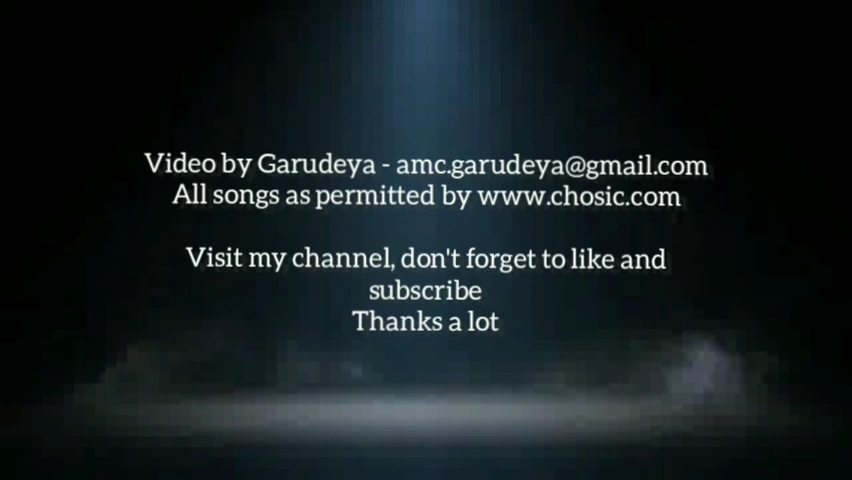 Video by Garudeya - amc.garudeya@gmail.com
All songs as permitted by www.chosic.com
Visit my channel, don't forget to like and
subscribe
Thanks a lot